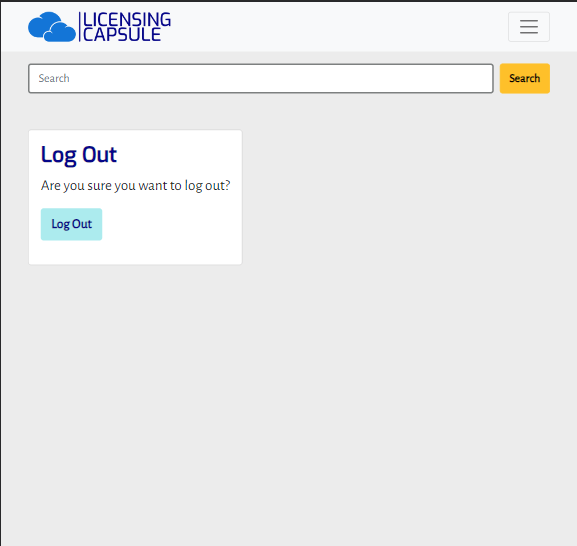 LICENSING
CAPSULE
Search
Search
Log Out
Are you sure you want to log out?
Log Out